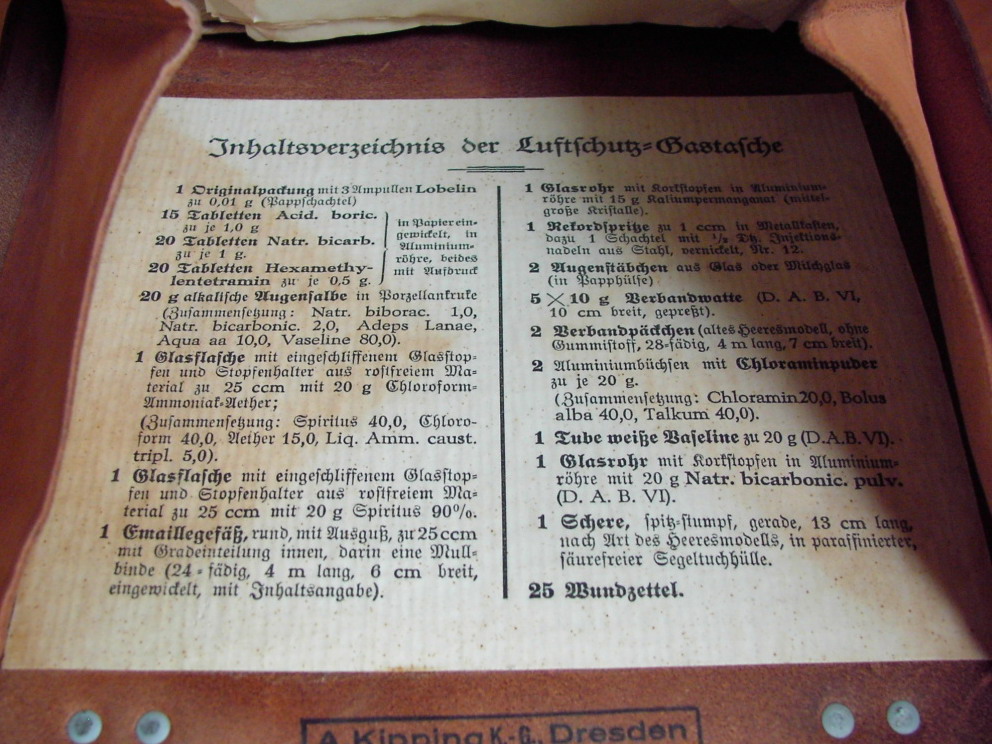 Inhaltsverzeichnis der Luftschutz=Gastasche
1 Originalpackung mit 3 Ampullen Lobelin
zu 0,01 g (Pappschachtel)
15 Tabletten Acid. boric.
zu je 1,0 g
20 Tabletten Natr. bicarb.
zu je 1 g.
20 Tabletten Hexamethy-
lentetramin zu je 0,5 g.
in Papier ein=
gewickelt, in
Aluminium=
röhre, beides
mit Aufdruck
20 g alkalische Augensalbe in Porzellankruke
(Zusammensetzung: Natr. biborac. 1,0,
Natr. bicarbonic. 2,0, Adeps Lanae,
Aqua aa 10,0, Vaseline 80,0).
1 Glasflasche mit eingeschliffenem Glasstop=
fen und Stopfenhalter aus rostfreiem Ma=
terial zu 25 ccm mit 20 g Chloroform=
Ammoniak=Aether;
(Zusammensetzung: Spiritus 40,0, Chloro-
form 40,0, Aether 15,0, Liq. Amm. caust.
tripl. 5,0).
1 Glasflasche mit eingeschliffenem Glasstop=
fen und Stopfenhalter aus rostfreiem Ma=
terial zu 25 ccm mit 20 g Spiritus 90%.
1 Emaillegefäß, rund, mit Ausguß, zu 25 ccm
mit Gradeinteilung innen, darin eine Mull=
binde (24=fädig, 4 m lang, 6 cm breit,
eingewickelt, mit Inhaltsangabe).
1 Glasrohr mit Korkstopfen in Aluminium=
röhre mit 15 g Kaliumpermanganat (mittel=
große Kristalle).
1 Rekordspritze zu 1 ccm in Metallkasten,
dazu 1 Schachtel mit 1/2 Dtz. Injektions=
nadeln aus Stahl, vernickelt, Nr. 12.
2 Augenstäbchen aus Glas oder Milchglas
(in Papphülse)
5 × 10 g Verbandwatte (D. A. B. VI,
10 cm breit, gepreßt).
2 Verbandpäckchen (altes Heeresmodell, ohne
Gummistoff, 28=fädig, 4 m lang, 7 cm breit).
2 Aluminiumbüchsen mit Chloraminpuder
zu je 20 g.
(Zusammensetzung: Chloramin 20,0, Bolus
alba 40,0, Talkum 40,0).
1 Tube weiße Vaseline zu 20 g (D.A.B. VI).
1 Glasrohr mit Korkstopfen in Aluminium=
röhre mit 20 g Natr. bicarbonic. pulv.
(D. A. B. VI).
1 Schere, spitz=stumpf, gerade, 13 cm lang,
nach Art des Heeresmodells, in paraffinierter,
säurefreier Segeltuchhülle.
25 Wundzettel.
A Kipping K.-G., Dresden